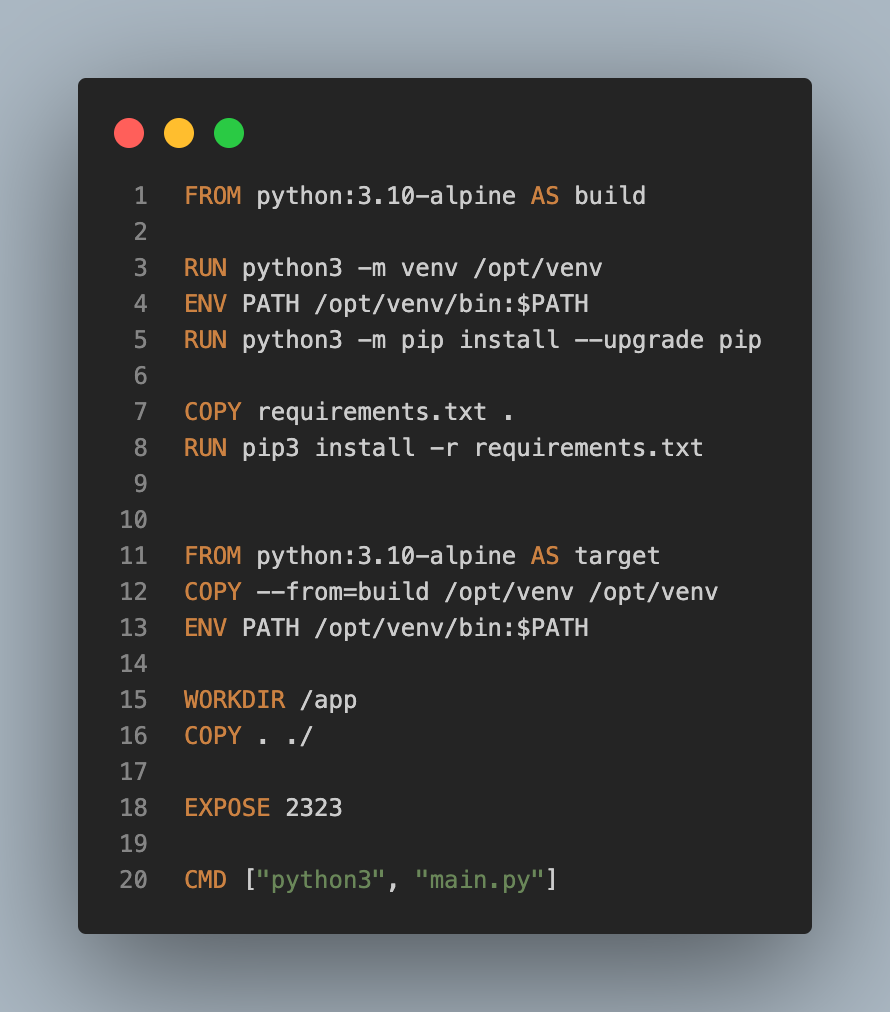 1 FROM python:3.10-alpine AS build
2
3 RUN python3 -m venv /opt/venv
4 ENV PATH /opt/venv/bin:$PATH
5 RUN python3 -m pip install --upgrade pip
6
7 COPY requirements.txt .
8 RUN pip3 install -r requirements.txt
9
10
11 FROM python:3.10-alpine AS target
12 COPY --from=build /opt/venv /opt/venv
13 ENV PATH /opt/venv/bin:$PATH
14
15 WORKDIR /app
16 COPY . ./
17
18 EXPOSE 2323
19
20 CMD ["python3", "main.py"]